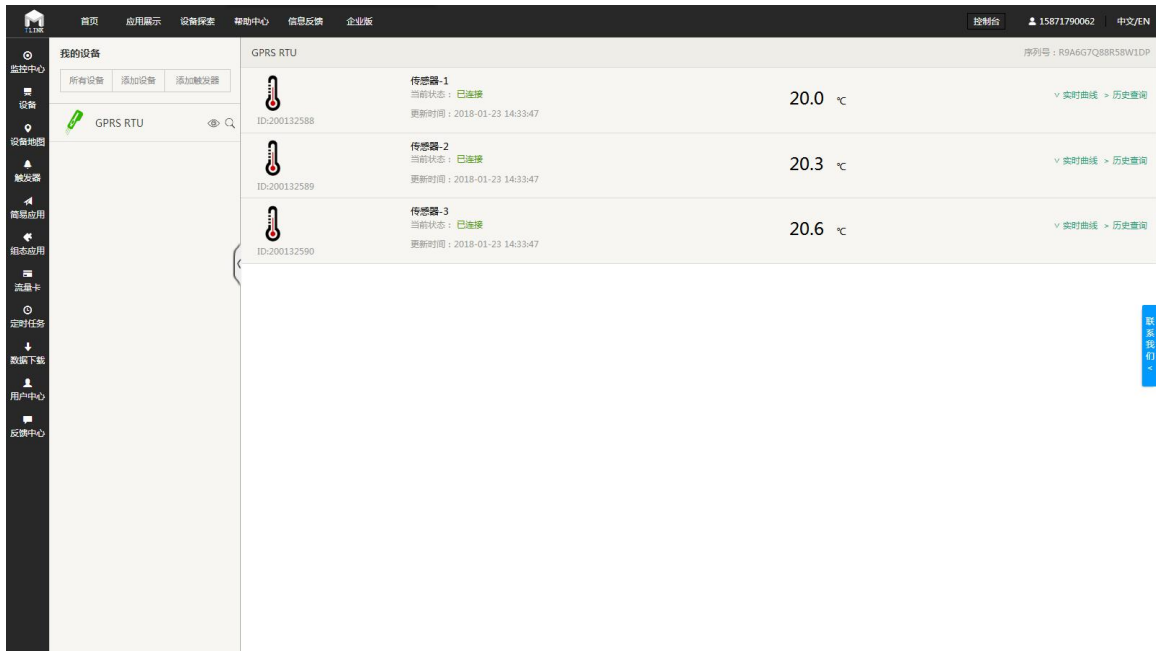 TLINK
首页 应用展示 设备探索 帮助中心 信息反馈 企业版 控制台 15871790062 中文/EN
监控中心
设备
设备地图
触发器
简易应用
组态应用
流量卡
定时任务
数据下载
用户中心
反馈中心
我的设备
所有设备 添加设备 添加触发器
GPRS RTU
GPRS RTU 序列号：R9A6G7Q88R58W1DP
传感器-1
当前状态：已连接
更新时间：2018-01-23 14:33:47
ID:200132588
20.0 ℃
˅ 实时曲线 > 历史查询
传感器-2
当前状态：已连接
更新时间：2018-01-23 14:33:47
ID:200132589
20.3 ℃
˅ 实时曲线 > 历史查询
传感器-3
当前状态：已连接
更新时间：2018-01-23 14:33:47
ID:200132590
20.6 ℃
˅ 实时曲线 > 历史查询
联系我们 <